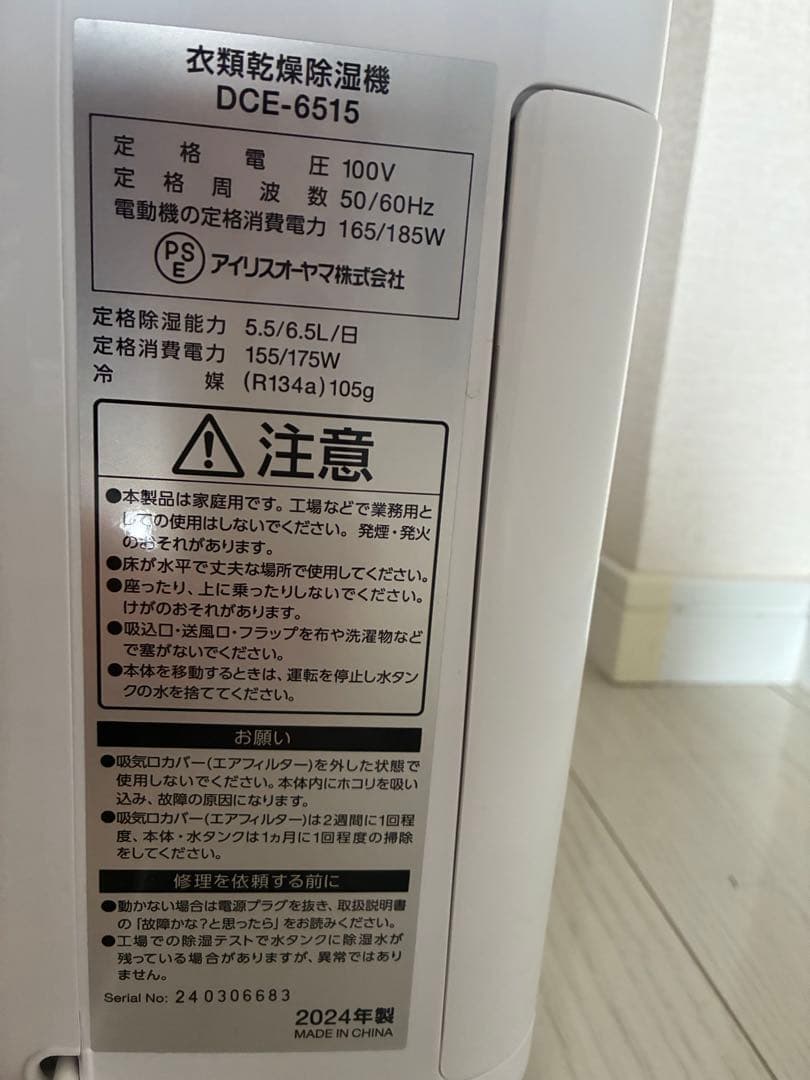 衣類乾燥除湿機
DCE-6515
定格電圧 100V
定格周波数 50/60Hz
電動機の定格消費電力 165/185W
PSE アイリスオーヤマ株式会社
定格除湿能力 5.5/6.5L/日
定格消費電力 155/175W
冷媒 (R134a)105g
注意
●本製品は家庭用です。工場などで業務用と
しての使用はしないでください。発煙・発火
のおそれがあります。
●床が水平で丈夫な場所で使用してください。
●座ったり、上に乗ったりしないでください。
けがのおそれがあります。
●吸込口・送風口・フラップを布や洗濯物など
で塞がないでください。
●本体を移動するときは、運転を停止し水タン
クの水を捨ててください。
お願い
●吸気口カバー(エアフィルター)を外した状態で
使用しないでください。本体内にホコリを吸い
込み、故障の原因になります。
●吸気口カバー(エアフィルター)は2週間に1回程
度、本体・水タンクは1ヵ月に1回程度の掃除
をしてください。
修理を依頼する前に
●動かない場合は電源プラグを抜き、取扱説明書
の「故障かな?と思ったら」をお読みください。
●工場での除湿テストで水タンクに除湿水が
残っている場合がありますが、異常ではあり
ません。
Serial No: 240306683
2024年製
MADE IN CHINA